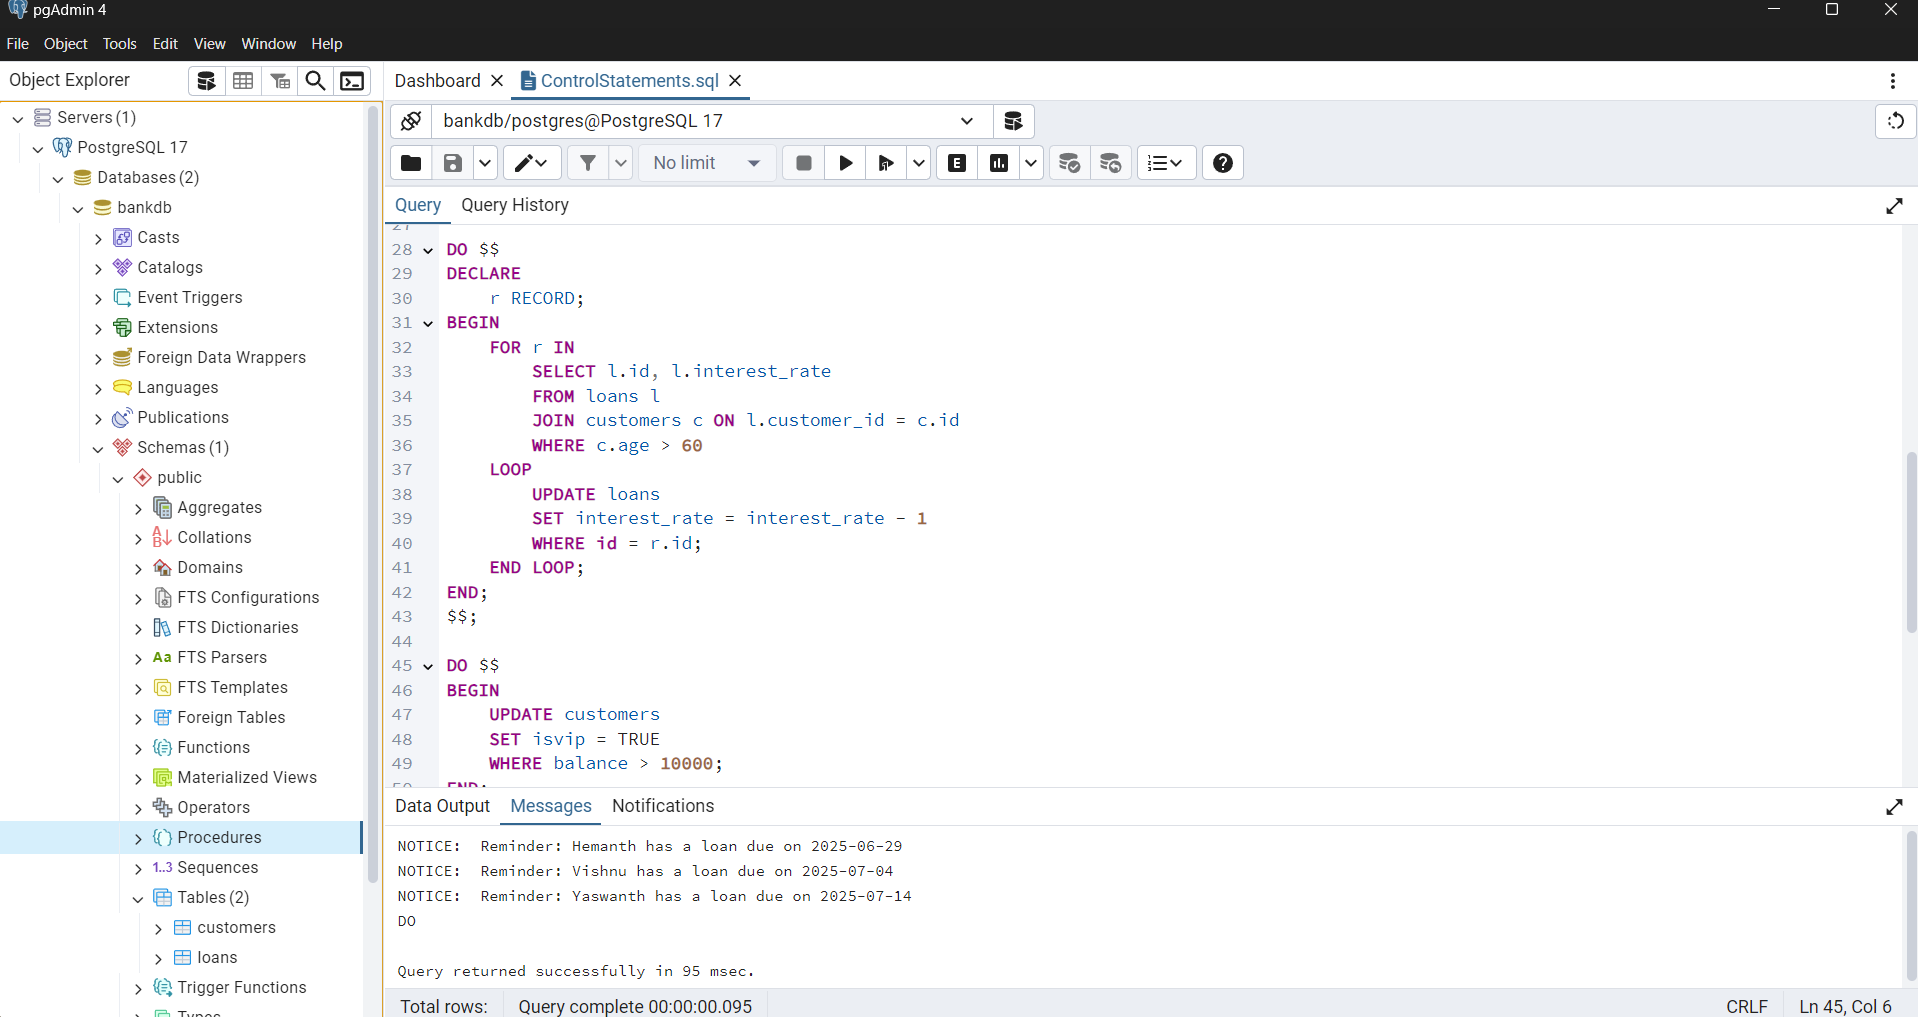 pgAdmin 4
File Object Tools Edit View Window Help
Object Explorer
Servers (1)
PostgreSQL 17
Databases (2)
bankdb
Casts
Catalogs
Event Triggers
Extensions
Foreign Data Wrappers
Languages
Publications
Schemas (1)
public
Aggregates
Collations
Domains
FTS Configurations
FTS Dictionaries
Aa FTS Parsers
FTS Templates
Foreign Tables
Functions
Materialized Views
Operators
Procedures
1..3 Sequences
Tables (2)
customers
loans
Trigger Functions
Types
Dashboard ControlStatements.sql
bankdb/postgres@PostgreSQL 17
No limit E
Query Query History
27
28 DO $$
29 DECLARE
30 r RECORD;
31 BEGIN
32 FOR r IN
33 SELECT l.id, l.interest_rate
34 FROM loans l
35 JOIN customers c ON l.customer_id = c.id
36 WHERE c.age > 60
37 LOOP
38 UPDATE loans
39 SET interest_rate = interest_rate - 1
40 WHERE id = r.id;
41 END LOOP;
42 END;
43 $$;
44
45 DO $$
46 BEGIN
47 UPDATE customers
48 SET isvip = TRUE
49 WHERE balance > 10000;
50 END;
Data Output Messages Notifications
NOTICE: Reminder: Hemanth has a loan due on 2025-06-29
NOTICE: Reminder: Vishnu has a loan due on 2025-07-04
NOTICE: Reminder: Yaswanth has a loan due on 2025-07-14
DO
Query returned successfully in 95 msec.
Total rows: Query complete 00:00:00.095 CRLF Ln 45, Col 6